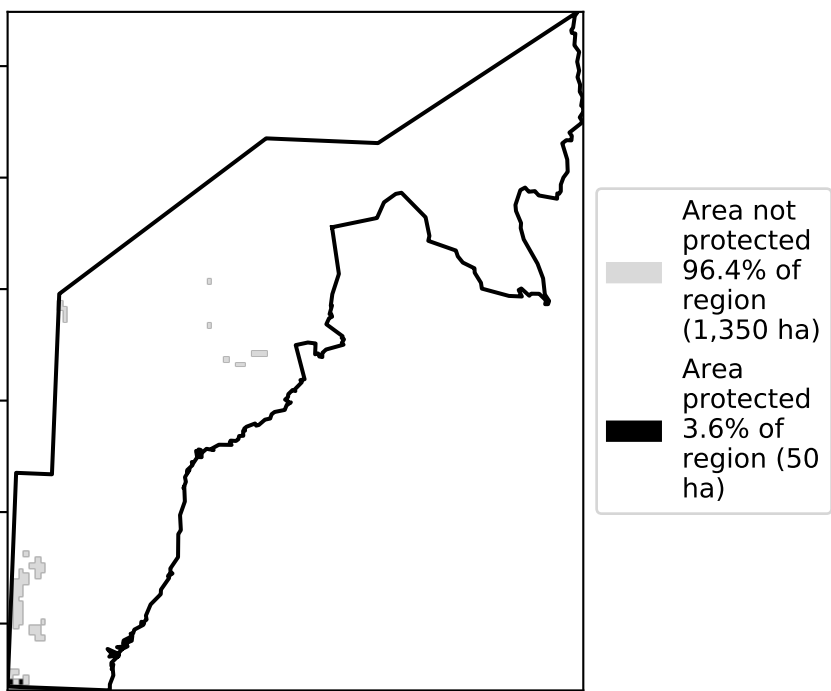 Area not
protected
96.4% of
region
(1,350 ha)
Area
protected
3.6% of
region (50
ha)